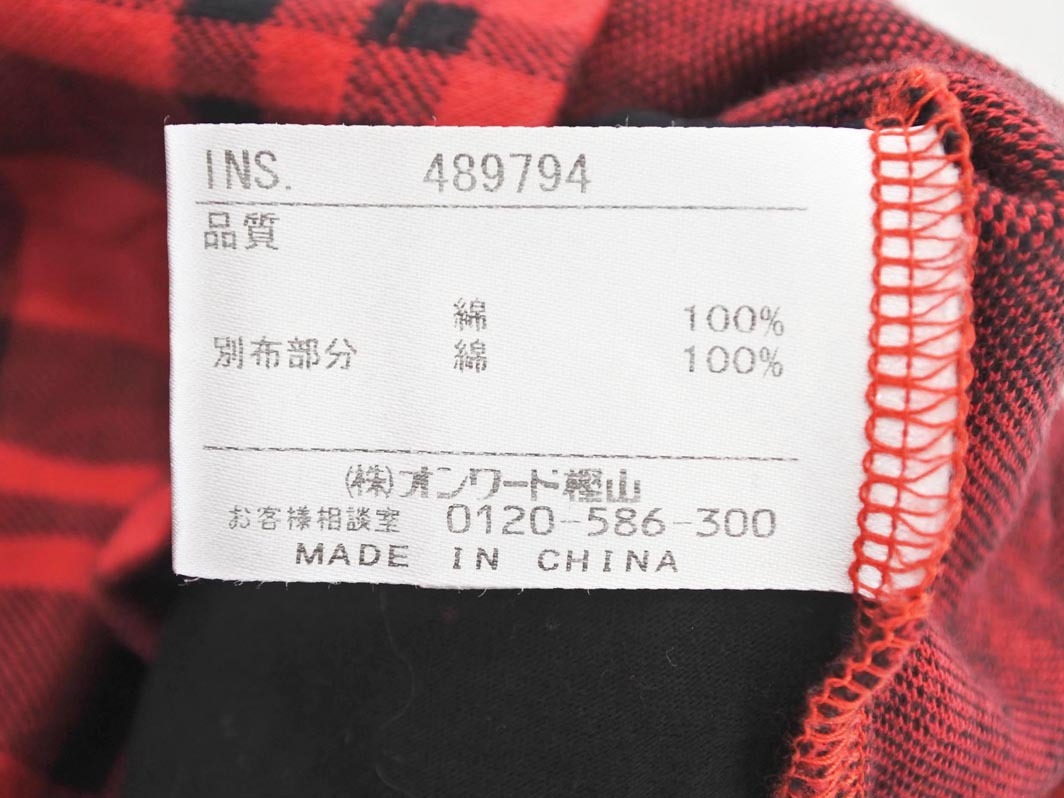 INS. 489794
品質
綿 100%
別布部分 綿 100%
(株)オンワード樫山
お客様相談室 0120-586-300
MADE IN CHINA